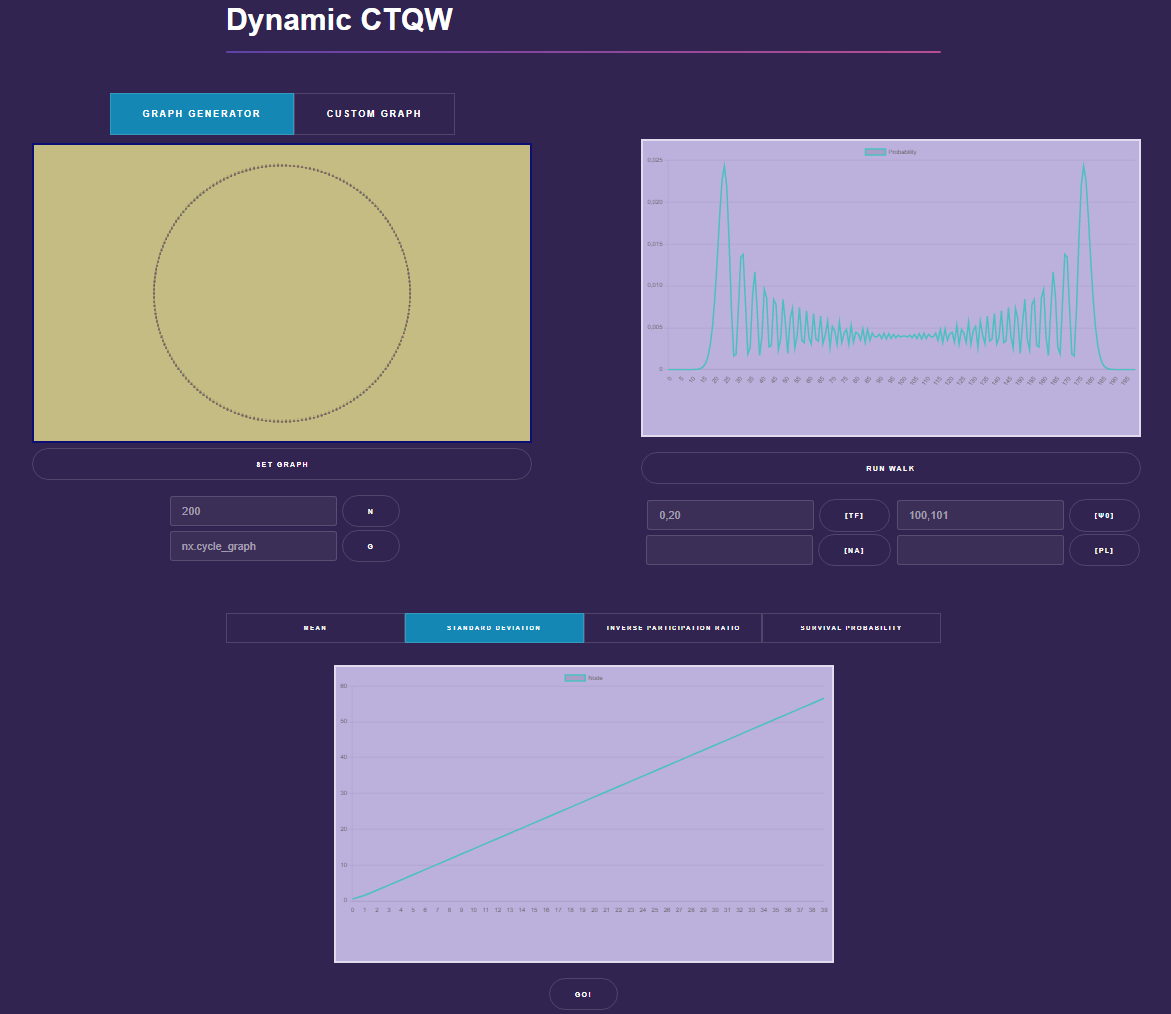 Dynamic CTQW
GRAPH GENERATOR
CUSTOM GRAPH
SET GRAPH
200
N
nx.cycle_graph
G
Probability
0,025
0,020
0,015
0,010
0,005
0
0 5 10 15 20 25 30 35 40 45 50 55 60 65 70 75 80 85 90 95 100 105 110 115 120 125 130 135 140 145 150 155 160 165 170 175 180 185 190 195
RUN WALK
0,20
[TF]
100,101
[Ψ0]
[NA]
[PL]
MEAN
STANDARD DEVIATION
INVERSE PARTICIPATION RATIO
SURVIVAL PROBABILITY
Node
60
50
40
30
20
10
0
0 1 2 3 4 5 6 7 8 9 10 11 12 13 14 15 16 17 18 19 20 21 22 23 24 25 26 27 28 29 30 31 32 33 34 35 36 37 38 39
GO!